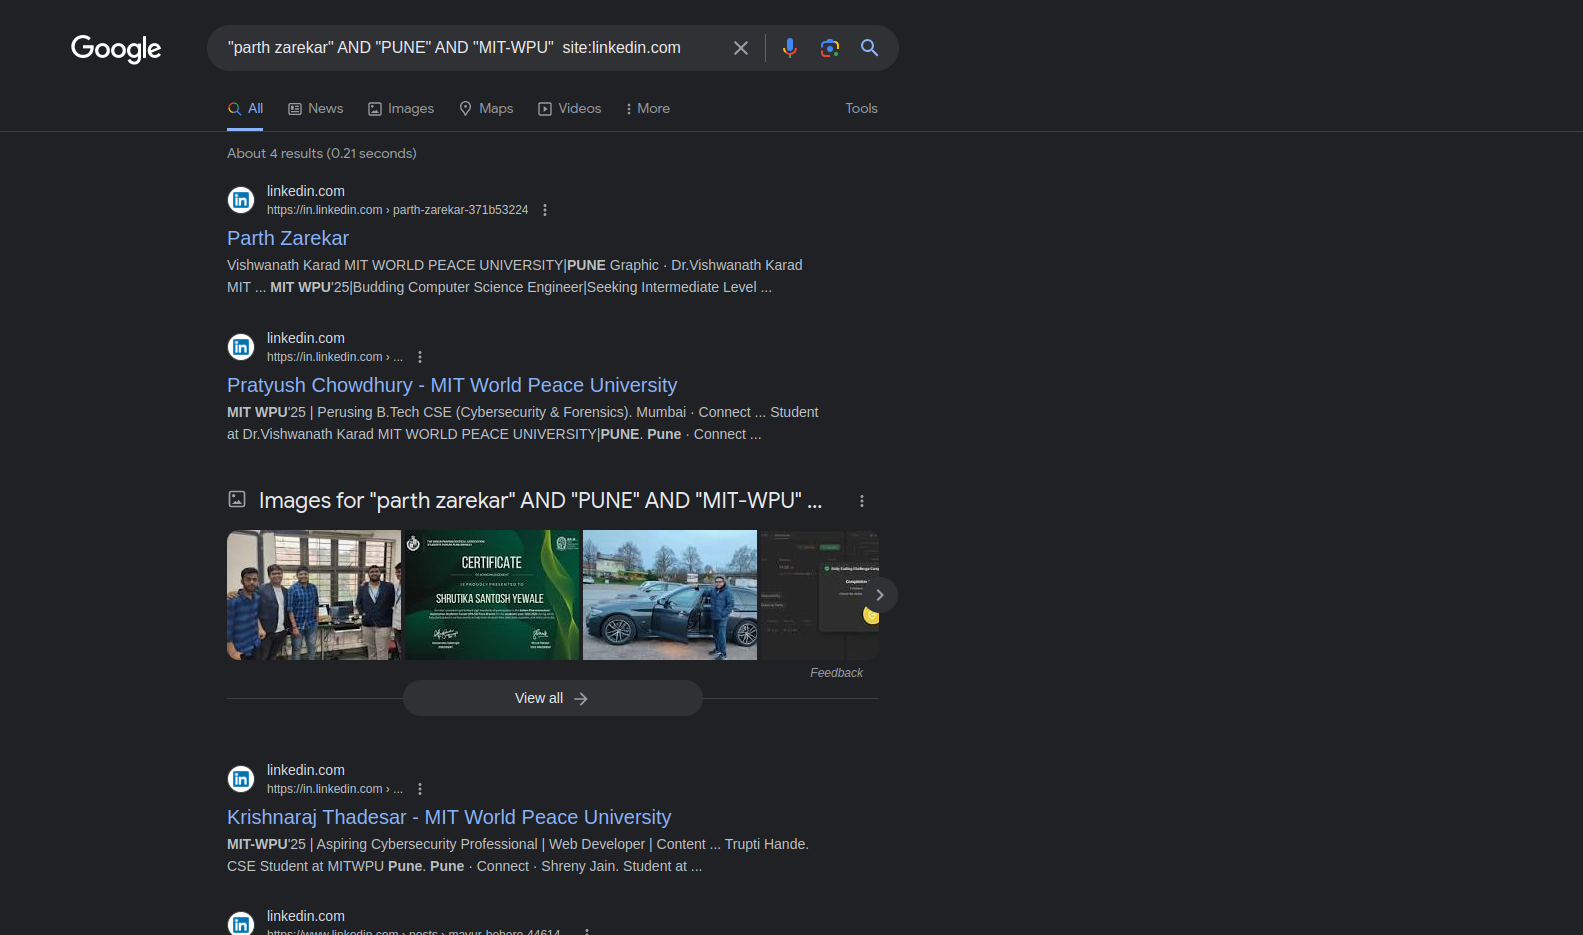 Google
"parth zarekar" AND "PUNE" AND "MIT-WPU" site:linkedin.com
All News Images Maps Videos More Tools
About 4 results (0.21 seconds)
linkedin.com
https://in.linkedin.com › parth-zarekar-371b53224
Parth Zarekar
Vishwanath Karad MIT WORLD PEACE UNIVERSITY|PUNE Graphic · Dr.Vishwanath Karad
MIT ... MIT WPU'25|Budding Computer Science Engineer|Seeking Intermediate Level ...
linkedin.com
https://in.linkedin.com › ...
Pratyush Chowdhury - MIT World Peace University
MIT WPU'25 | Perusing B.Tech CSE (Cybersecurity & Forensics). Mumbai · Connect ... Student
at Dr.Vishwanath Karad MIT WORLD PEACE UNIVERSITY|PUNE. Pune · Connect ...
Images for "parth zarekar" AND "PUNE" AND "MIT-WPU" ...
CERTIFICATE
IS PROUDLY PRESENTED TO
SHRUTIKA SANTOSH YEWALE
Feedback
View all
linkedin.com
https://in.linkedin.com › ...
Krishnaraj Thadesar - MIT World Peace University
MIT-WPU'25 | Aspiring Cybersecurity Professional | Web Developer | Content ... Trupti Hande.
CSE Student at MITWPU Pune. Pune · Connect · Shreny Jain. Student at ...
linkedin.com